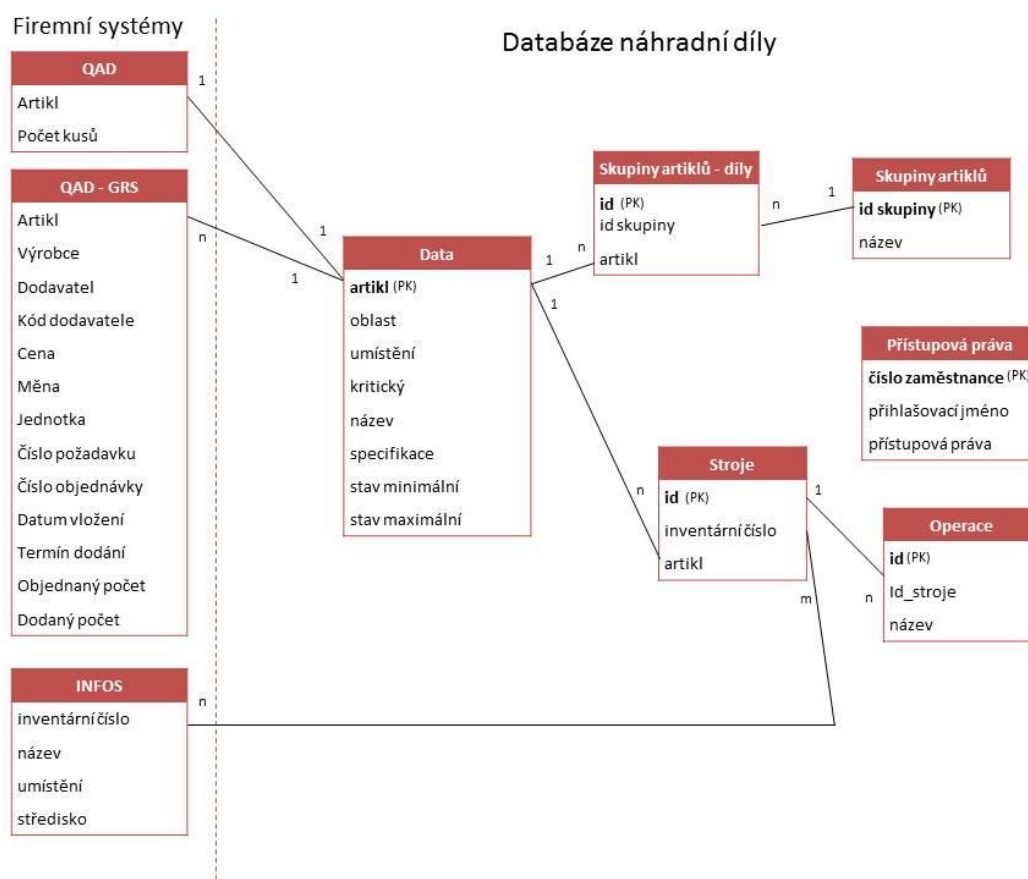 Firemní systémy
Databáze náhradní díly
QAD
Artikl
Počet kusů
QAD - GRS
Artikl
Výrobce
Dodavatel
Kód dodavatele
Cena
Měna
Jednotka
Číslo požadavku
Číslo objednávky
Datum vložení
Termín dodání
Objednaný počet
Dodaný počet
INFOS
inventární číslo
název
umístění
středisko
1
n
n
1
1
Data
artikl (PK)
oblast
umístění
kritický
název
specifikace
stav minimální
stav maximální
1
1
n
n
Skupiny artiklů - díly
id (PK)
id skupiny
artikl
n
1
Skupiny artiklů
id skupiny (PK)
název
Přístupová práva
číslo zaměstnance (PK)
přihlašovací jméno
přístupová práva
Stroje
id (PK)
inventární číslo
artikl
1
n
m
Operace
id (PK)
Id_stroje
název